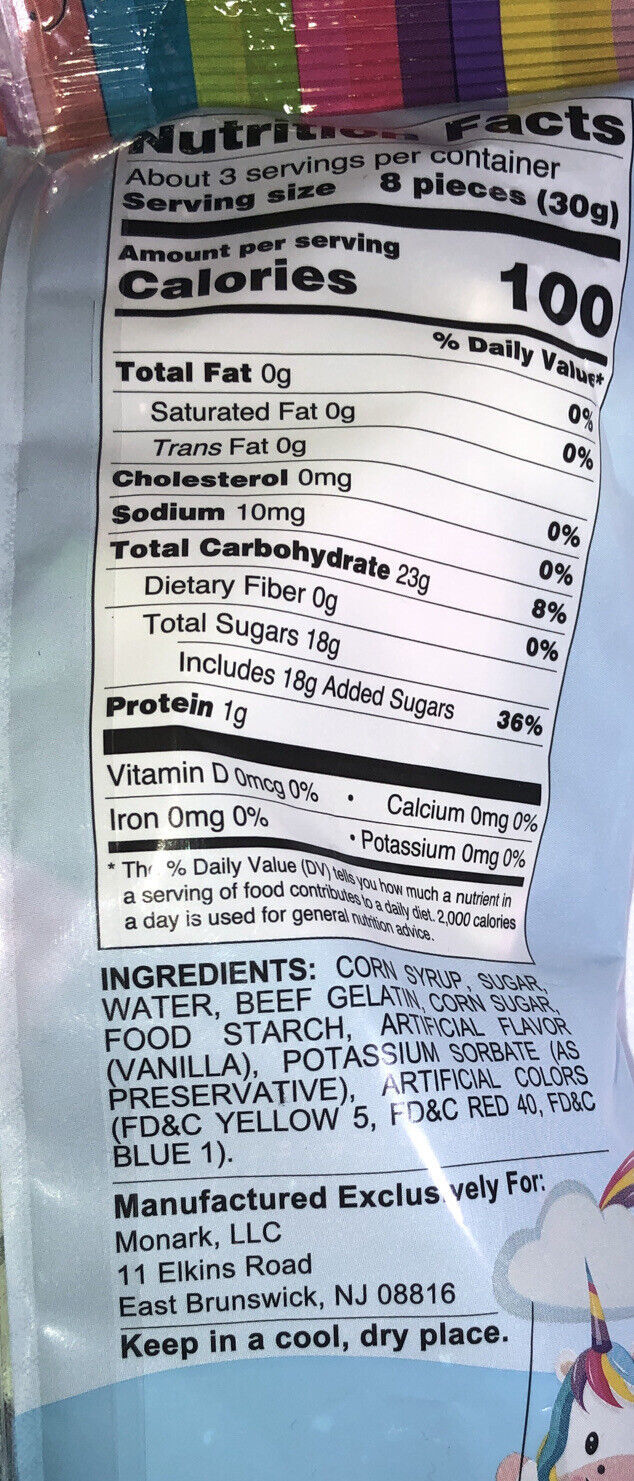 Nutrition Facts
About 3 servings per container
Serving size 8 pieces (30g)
Amount per serving
Calories 100
% Daily Value*
Total Fat 0g 0%
Saturated Fat 0g 0%
Trans Fat 0g
Cholesterol 0mg 0%
Sodium 10mg 0%
Total Carbohydrate 23g 8%
Dietary Fiber 0g 0%
Total Sugars 18g
Includes 18g Added Sugars 36%
Protein 1g
Vitamin D 0mcg 0% • Calcium 0mg 0%
Iron 0mg 0% • Potassium 0mg 0%
* The % Daily Value (DV) tells you how much a nutrient in
a serving of food contributes to a daily diet. 2,000 calories
a day is used for general nutrition advice.
INGREDIENTS: CORN SYRUP, SUGAR,
WATER, BEEF GELATIN, CORN SUGAR,
FOOD STARCH, ARTIFICIAL FLAVOR
(VANILLA), POTASSIUM SORBATE (AS
PRESERVATIVE), ARTIFICIAL COLORS
(FD&C YELLOW 5, FD&C RED 40, FD&C
BLUE 1).
Manufactured Exclusively For:
Monark, LLC
11 Elkins Road
East Brunswick, NJ 08816
Keep in a cool, dry place.